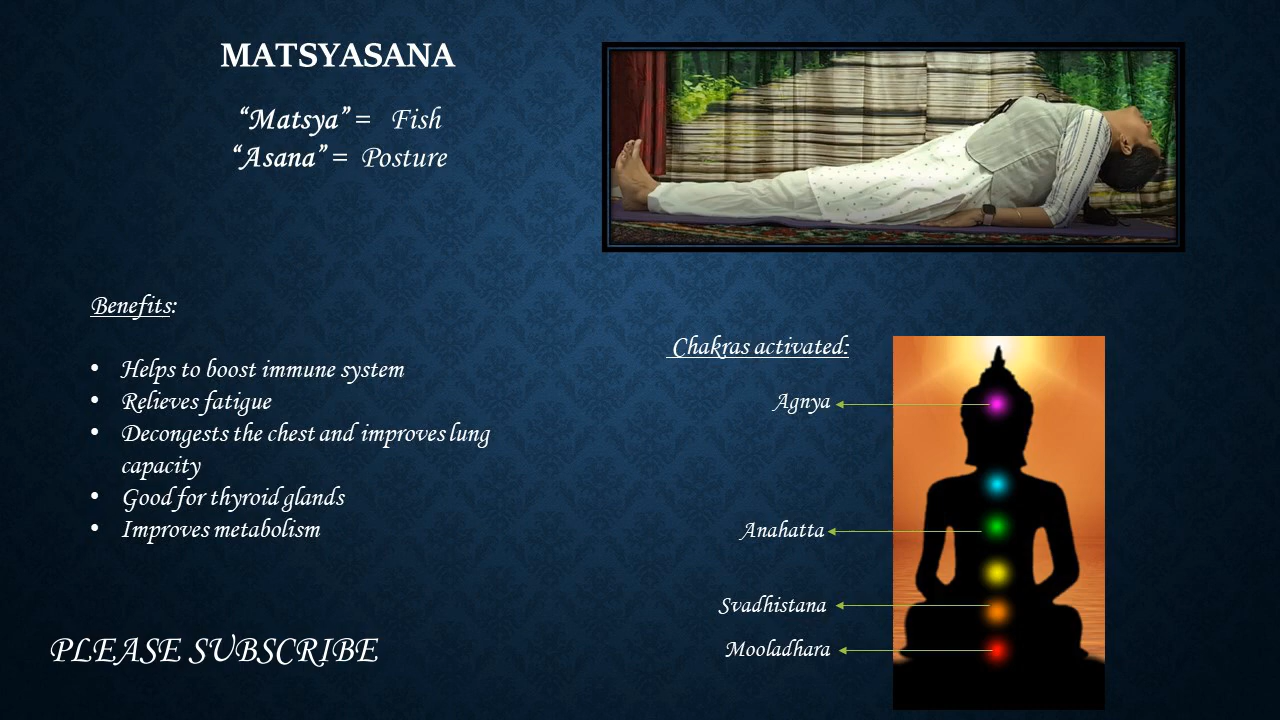 MATSYASANA
“Matsya” = Fish
“Asana” = Posture
Benefits:
• Helps to boost immune system
• Relieves fatigue
• Decongests the chest and improves lung
capacity
• Good for thyroid glands
• Improves metabolism
PLEASE SUBSCRIBE
Chakras activated:
Agnya
Anahatta
Svadhistana
Mooladhara